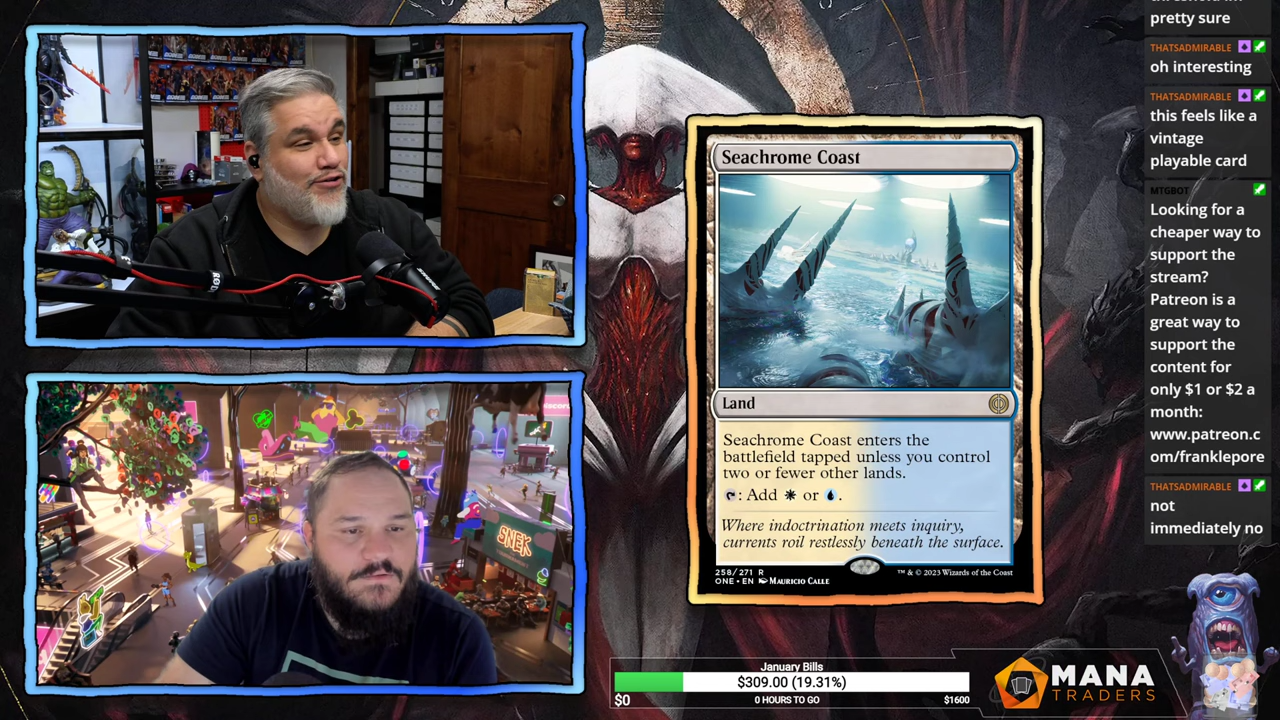 Seachrome Coast
Land
Seachrome Coast enters the
battlefield tapped unless you control
two or fewer other lands.
: Add or .
Where indoctrination meets inquiry,
currents roil restlessly beneath the surface.
258/271 R
ONE • EN Mauricio Calle
™ & © 2023 Wizards of the Coast
SNEK
January Bills
$309.00 (19.31%)
$0
0 HOURS TO GO
$1600
MANA
TRADERS
pretty sure
THATSADMIRABLE
oh interesting
THATSADMIRABLE
this feels like a
vintage
playable card
MTGBOT
Looking for a
cheaper way to
support the
stream?
Patreon is a
great way to
support the
content for
only $1 or $2 a
month:
www.patreon.c
om/franklepore
THATSADMIRABLE
not
immediately no